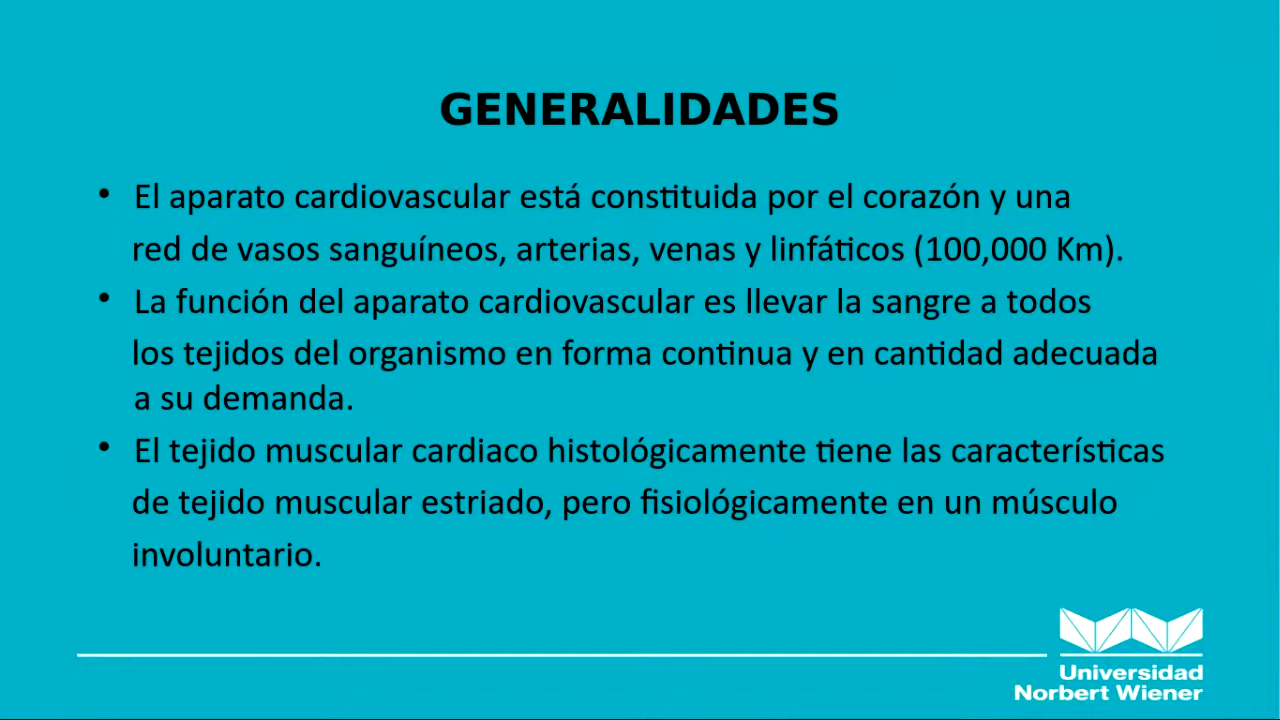 GENERALIDADES
• El aparato cardiovascular está constituida por el corazón y una
red de vasos sanguíneos, arterias, venas y linfáticos (100,000 Km).
• La función del aparato cardiovascular es llevar la sangre a todos
los tejidos del organismo en forma continua y en cantidad adecuada
a su demanda.
• El tejido muscular cardiaco histológicamente tiene las características
de tejido muscular estriado, pero fisiológicamente en un músculo
involuntario.
Universidad
Norbert Wiener